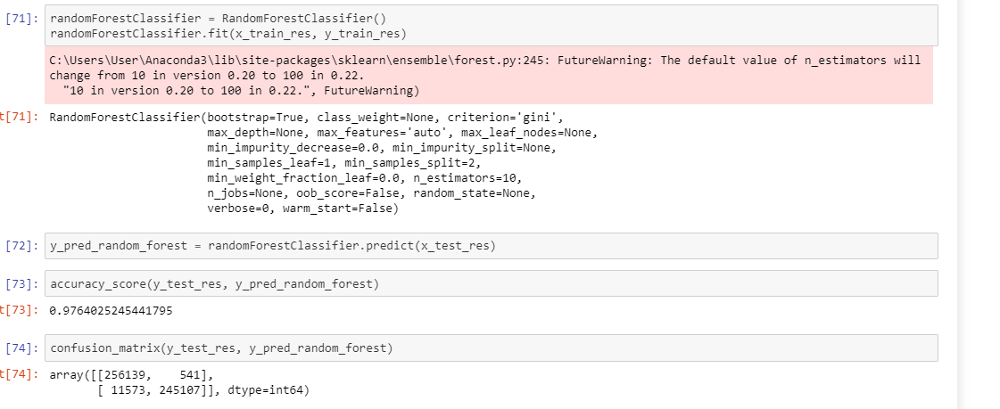 [71]: randomForestClassifier = RandomForestClassifier()
randomForestClassifier.fit(x_train_res, y_train_res)
C:\Users\User\Anaconda3\lib\site-packages\sklearn\ensemble\forest.py:245: FutureWarning: The default value of n_estimators will
change from 10 in version 0.20 to 100 in 0.22.
"10 in version 0.20 to 100 in 0.22.", FutureWarning)
t[71]: RandomForestClassifier(bootstrap=True, class_weight=None, criterion='gini',
max_depth=None, max_features='auto', max_leaf_nodes=None,
min_impurity_decrease=0.0, min_impurity_split=None,
min_samples_leaf=1, min_samples_split=2,
min_weight_fraction_leaf=0.0, n_estimators=10,
n_jobs=None, oob_score=False, random_state=None,
verbose=0, warm_start=False)
[72]: y_pred_random_forest = randomForestClassifier.predict(x_test_res)
[73]: accuracy_score(y_test_res, y_pred_random_forest)
t[73]: 0.9764025245441795
[74]: confusion_matrix(y_test_res, y_pred_random_forest)
t[74]: array([[256139, 541],
[ 11573, 245107]], dtype=int64)